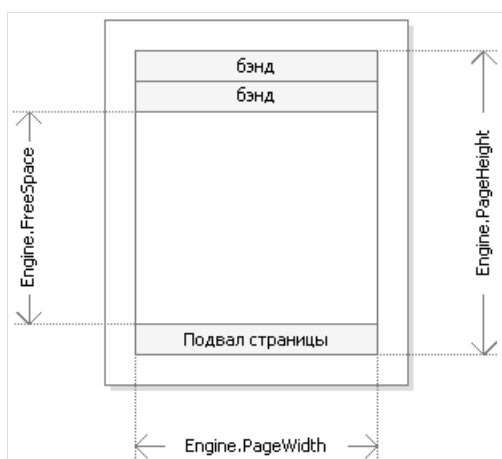 бэнд
бэнд
Engine.FreeSpace
Engine.PageHeight
Подвал страницы
Engine.PageWidth